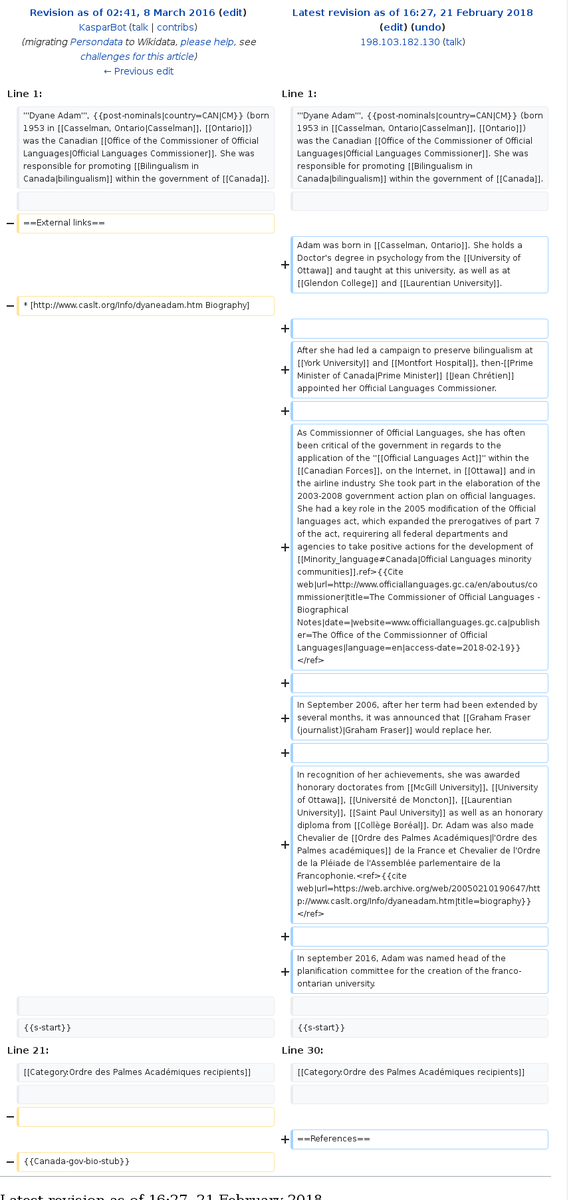 Revision as of 02:41, 8 March 2016 (edit)
KasparBot (talk | contribs)
(migrating Persondata to Wikidata, please help, see
challenges for this article)
← Previous edit
Latest revision as of 16:27, 21 February 2018
(edit) (undo)
198.103.182.130 (talk)
Line 1:
Line 1:
'''Dyane Adam''', {{post-nominals|country=CAN|CM}} (born
1953 in [[Casselman, Ontario|Casselman]], [[Ontario]])
was the Canadian [[Office of the Commissioner of Official
Languages|Official Languages Commissioner]]. She was
responsible for promoting [[Bilingualism in
Canada|bilingualism]] within the government of [[Canada]].
'''Dyane Adam''', {{post-nominals|country=CAN|CM}} (born
1953 in [[Casselman, Ontario|Casselman]], [[Ontario]])
was the Canadian [[Office of the Commissioner of Official
Languages|Official Languages Commissioner]]. She was
responsible for promoting [[Bilingualism in
Canada|bilingualism]] within the government of [[Canada]].
− ==External links==
+ Adam was born in [[Casselman, Ontario]]. She holds a
Doctor's degree in psychology from the [[University of
Ottawa]] and taught at this university, as well as at
[[Glendon College]] and [[Laurentian University]].
− * [http://www.caslt.org/Info/dyaneadam.htm Biography]
+
+ After she had led a campaign to preserve bilingualism at
[[York University]] and [[Montfort Hospital]], then-[[Prime
Minister of Canada|Prime Minister]] [[Jean Chrétien]]
appointed her Official Languages Commissioner.
+
+ As Commissionner of Official Languages, she has often
been critical of the government in regards to the
application of the ''[[Official Languages Act]]'' within the
[[Canadian Forces]], on the Internet, in [[Ottawa]] and in
the airline industry. She took part in the elaboration of the
2003-2008 government action plan on official languages.
She had a key role in the 2005 modification of the Official
languages act, which expanded the prerogatives of part 7
of the act, requirering all federal departments and
agencies to take positive actions for the development of
[[Minority_language#Canada|Official Languages minority
communities]].ref>{{Cite
web|url=http://www.officiallanguages.gc.ca/en/aboutus/co
mmissioner|title=The Commissioner of Official Languages -
Biographical
Notes|date=|website=www.officiallanguages.gc.ca|publish
er=The Office of the Commissionner of Official
Languages|language=en|access-date=2018-02-19}}
</ref>
+
+ In September 2006, after her term had been extended by
several months, it was announced that [[Graham Fraser
(journalist)|Graham Fraser]] would replace her.
+
+ In recognition of her achievements, she was awarded
honorary doctorates from [[McGill University]], [[University
of Ottawa]], [[Université de Moncton]], [[Laurentian
University]], [[Saint Paul University]] as well as an honorary
diploma from [[Collège Boréal]]. Dr. Adam was also made
Chevalier de [[Ordre des Palmes Académiques|l'Ordre des
Palmes académiques]] de la France et Chevalier de l'Ordre
de la Pléiade de l'Assemblée parlementaire de la
Francophonie.<ref>{{cite
web|url=https://web.archive.org/web/20050210190647/htt
p://www.caslt.org/Info/dyaneadam.htm|title=biography}}
</ref>
+
+ In september 2016, Adam was named head of the
planification committee for the creation of the franco-
ontarian university.
{{s-start}}
{{s-start}}
Line 21:
Line 30:
[[Category:Ordre des Palmes Académiques recipients]]
[[Category:Ordre des Palmes Académiques recipients]]
−
+ ==References==
− {{Canada-gov-bio-stub}}
Latest revision as of 16:27, 21 February 2018